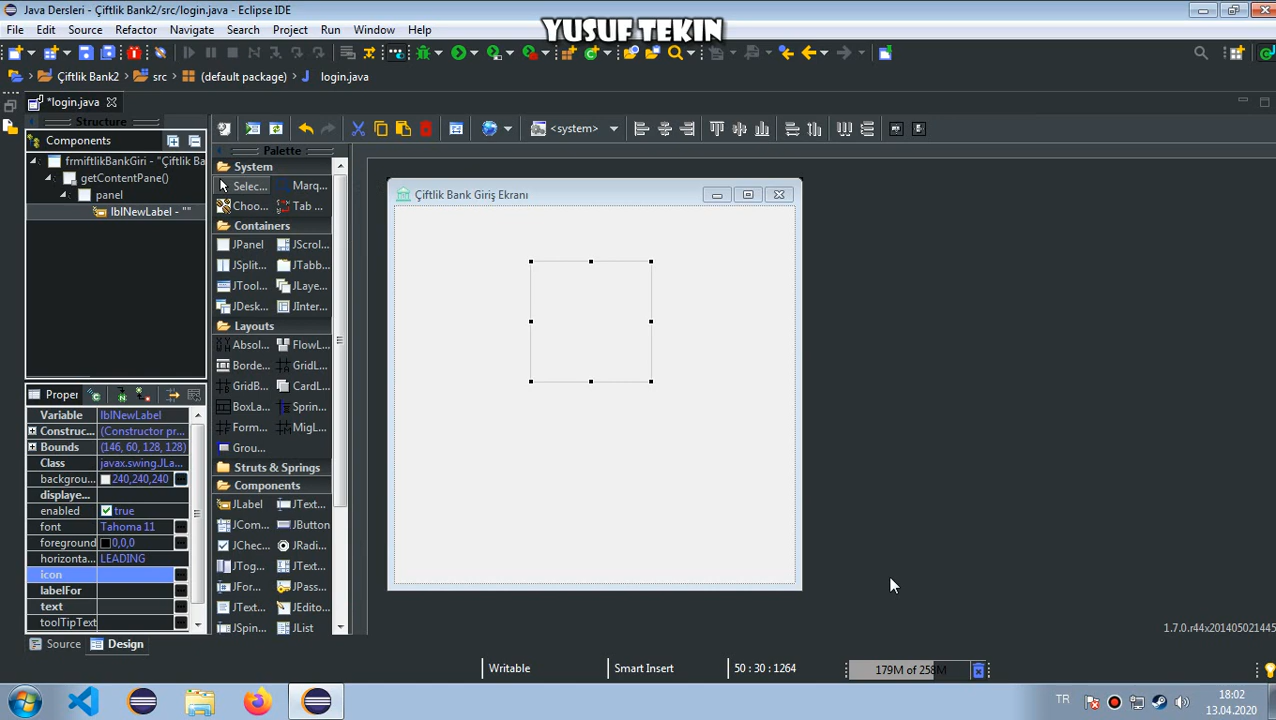 Java Dersleri - Çiftlik Bank2/src/login.java - Eclipse IDE
YUSUF TEKIN
File Edit Source Refactor Navigate Search Project Run Window Help
Çiftlik Bank2 src (default package) login.java
*login.java
Structure
Components
frmiftlikBankGiri - "Çiftlik Ba
getContentPane()
panel
lblNewLabel - ""
<system>
Palette
System
Selec... Marq...
Choo... Tab ...
Containers
JPanel JScrol...
JSplit... JTabb...
JTool... JLaye...
JDesk... JInter...
Layouts
Absol... FlowL...
Borde... GridL...
GridB... CardL...
BoxLa... Sprin...
Form... MigL...
Grou...
Struts & Springs
Components
JLabel JText...
JCom... JButton
JChec... JRadi...
JTog... JText...
JFor... JPass...
JText... JEdito...
JSpin... JList
Çiftlik Bank Giriş Ekranı
Proper
Variable lblNewLabel
Construc... (Constructor pr...
Bounds (146, 60, 128, 128)
Class javax.swing.JLa...
backgrou... 240,240,240
displaye...
enabled true
font Tahoma 11
foreground 0,0,0
horizonta... LEADING
icon
labelFor
text
toolTipText
Source Design
1.7.0.r44x201405021445
Writable Smart Insert 50 : 30 : 1264 179M of 258M
TR 18:02
13.04.2020